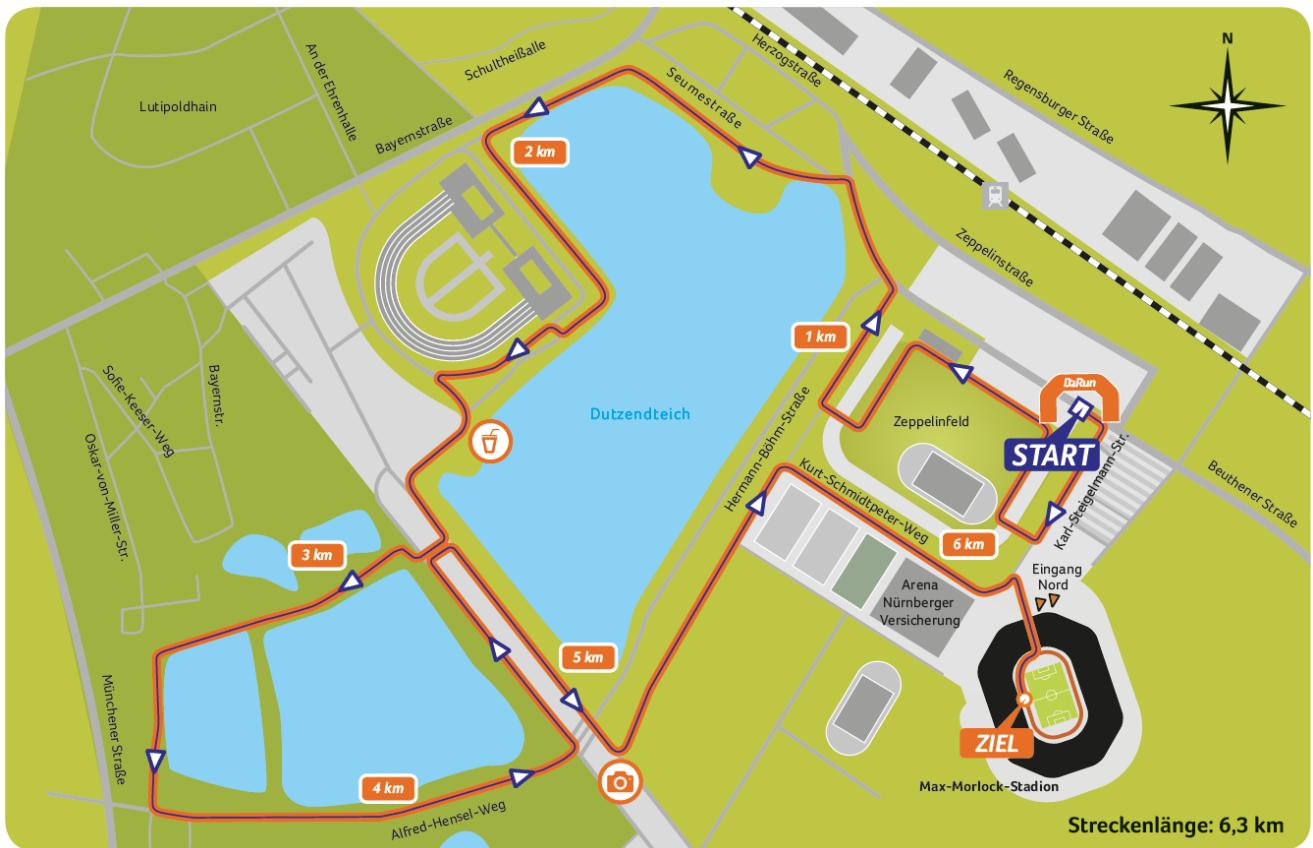 N
Schultheißalle
An der Ehrenhalle
Lutipoldhain
Bayernstraße
Seumestraße
Herzogstraße
Regensburger Straße
2 km
Zeppelinstraße
1 km
D2Run
START
Zeppelinfeld
Dutzendteich
Hermann-Böhm-Straße
Kurt-Schmidtpeter-Weg
Karl-Steigelmann-Str.
Beuthener Straße
Sofie-Keeser-Weg
Bayernstr.
Oskar-von-Miller-Str.
3 km
6 km
Eingang
Nord
Arena
Nürnberger
Versicherung
5 km
Münchener Straße
4 km
Alfred-Hensel-Weg
ZIEL
Max-Morlock-Stadion
Streckenlänge: 6,3 km